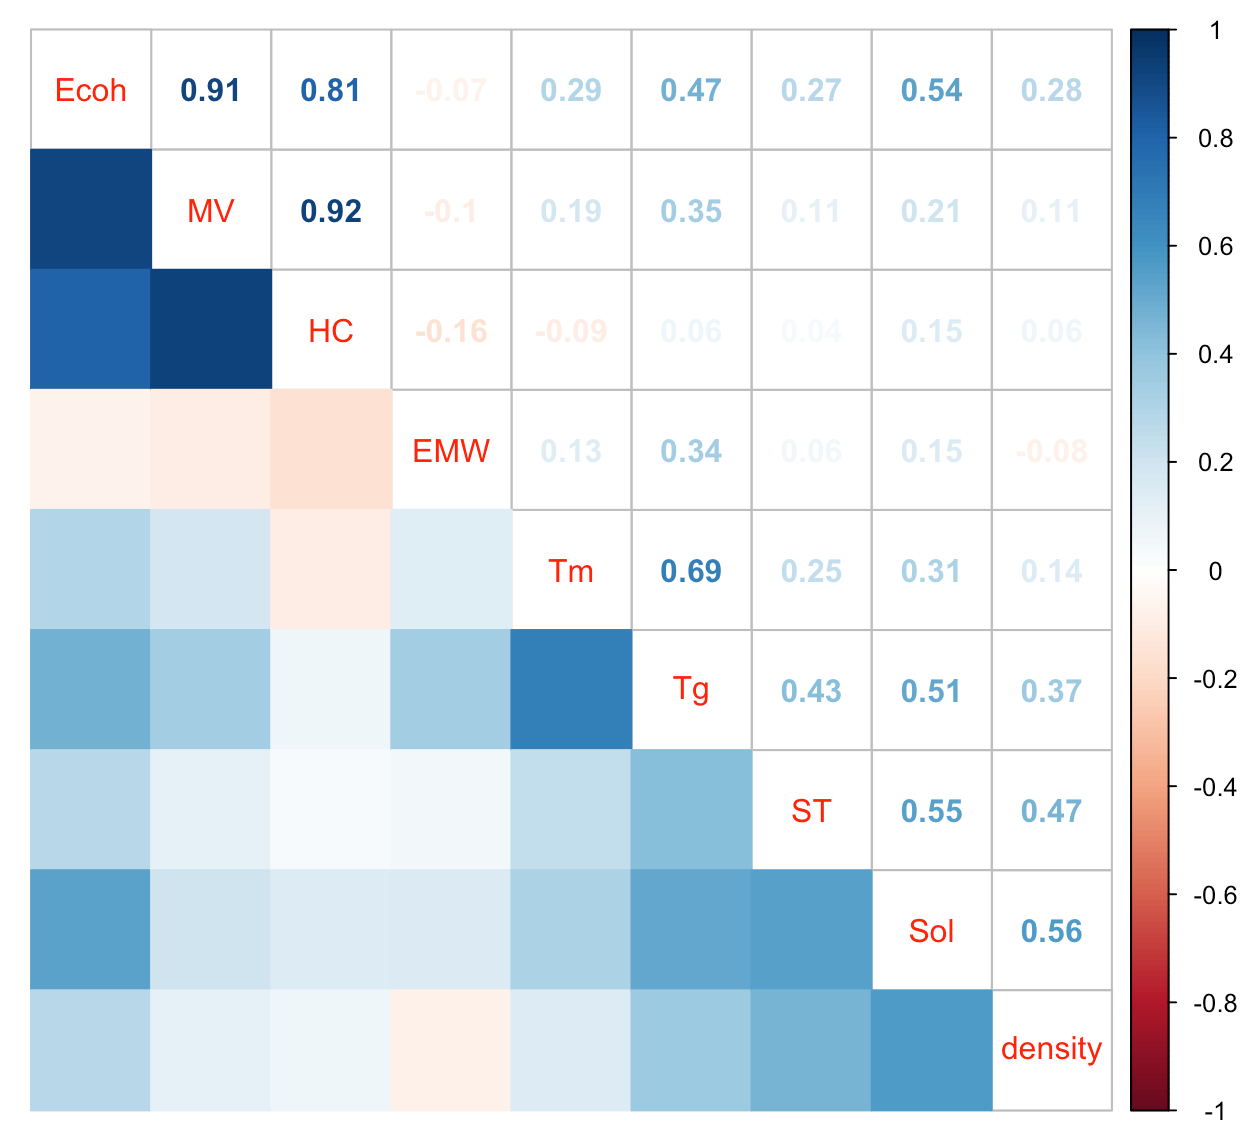 Ecoh 0.91 0.81 -0.07 0.29 0.47 0.27 0.54 0.28
MV 0.92 -0.1 0.19 0.35 0.11 0.21 0.11
HC -0.16 -0.09 0.06 0.04 0.15 0.06
EMW 0.13 0.34 0.06 0.15 -0.08
Tm 0.69 0.25 0.31 0.14
Tg 0.43 0.51 0.37
ST 0.55 0.47
Sol 0.56
density
1
0.8
0.6
0.4
0.2
0
-0.2
-0.4
-0.6
-0.8
-1